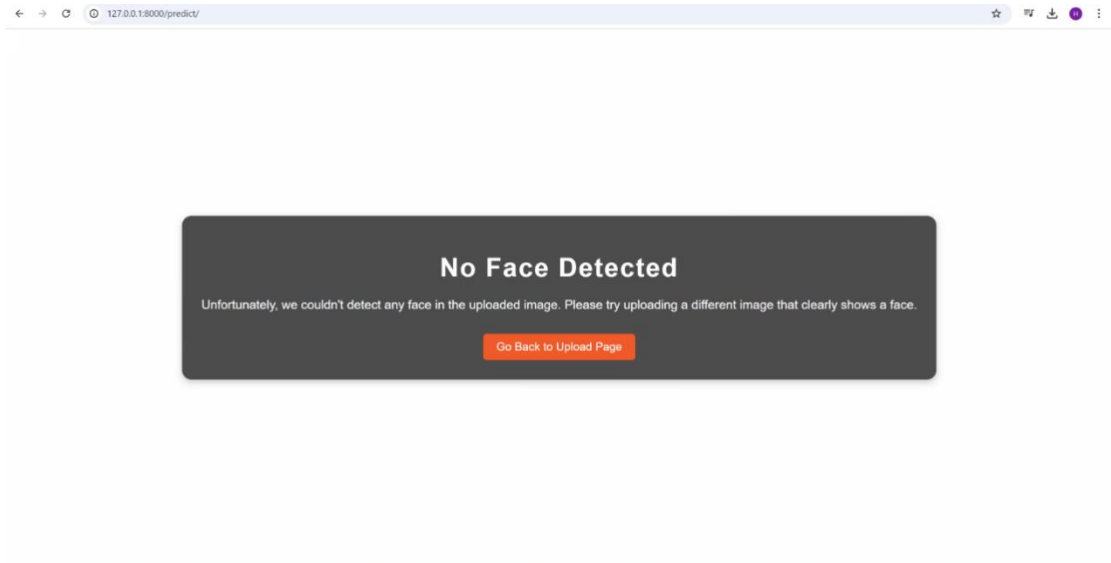 127.0.0.1:8000/predict/
H
No Face Detected
Unfortunately, we couldn't detect any face in the uploaded image. Please try uploading a different image that clearly shows a face.
Go Back to Upload Page